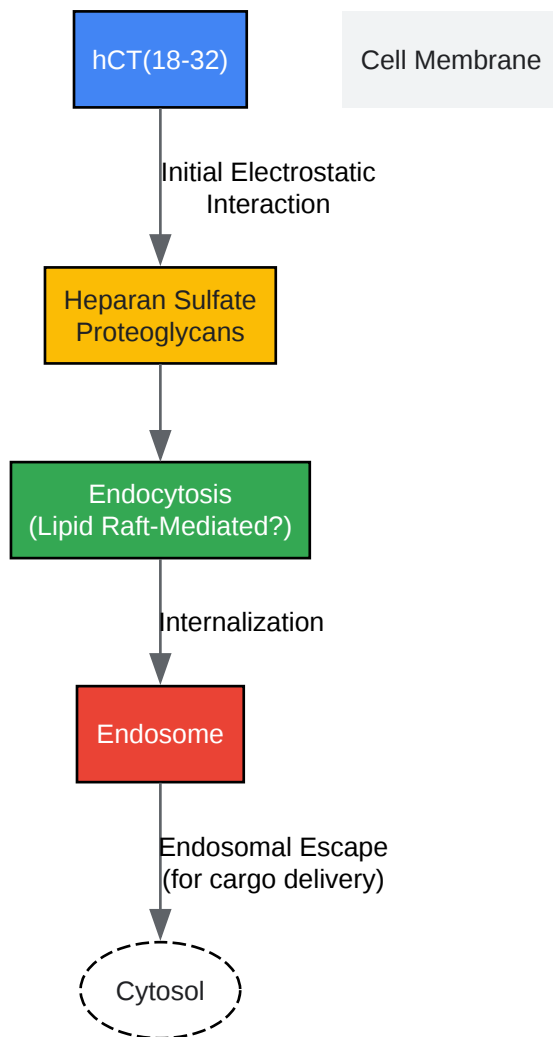 hCT(18-32)
Cell Membrane
Initial Electrostatic
Interaction
Heparan Sulfate
Proteoglycans
Endocytosis
(Lipid Raft-Mediated?)
Internalization
Endosome
Endosomal Escape
(for cargo delivery)
Cytosol